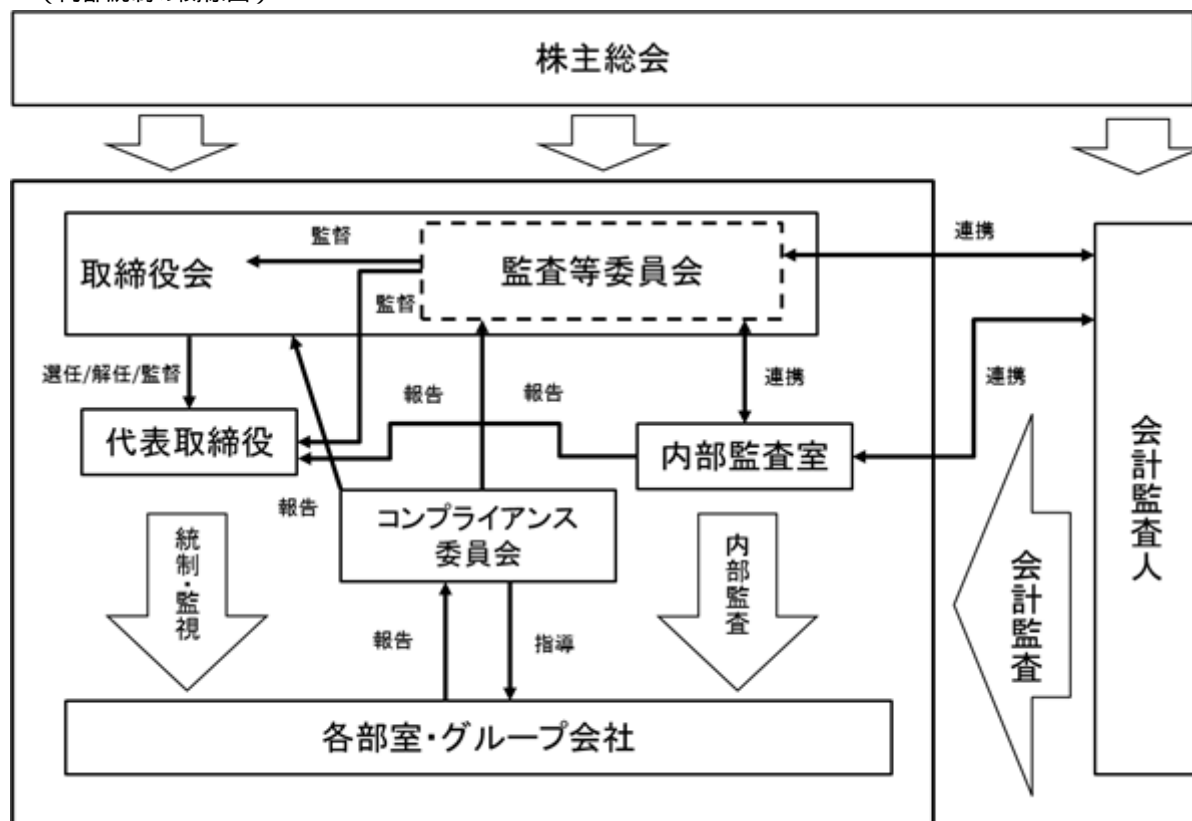 株主総会
監督
連携
取締役会
監査等委員会
監督
選任/解任/監督
報告
報告
連携
連携
代表取締役
内部監査室
会計監査人
報告
コンプライアンス
委員会
統制・監視
内部監査
会計監査
報告
指導
各部室・グループ会社